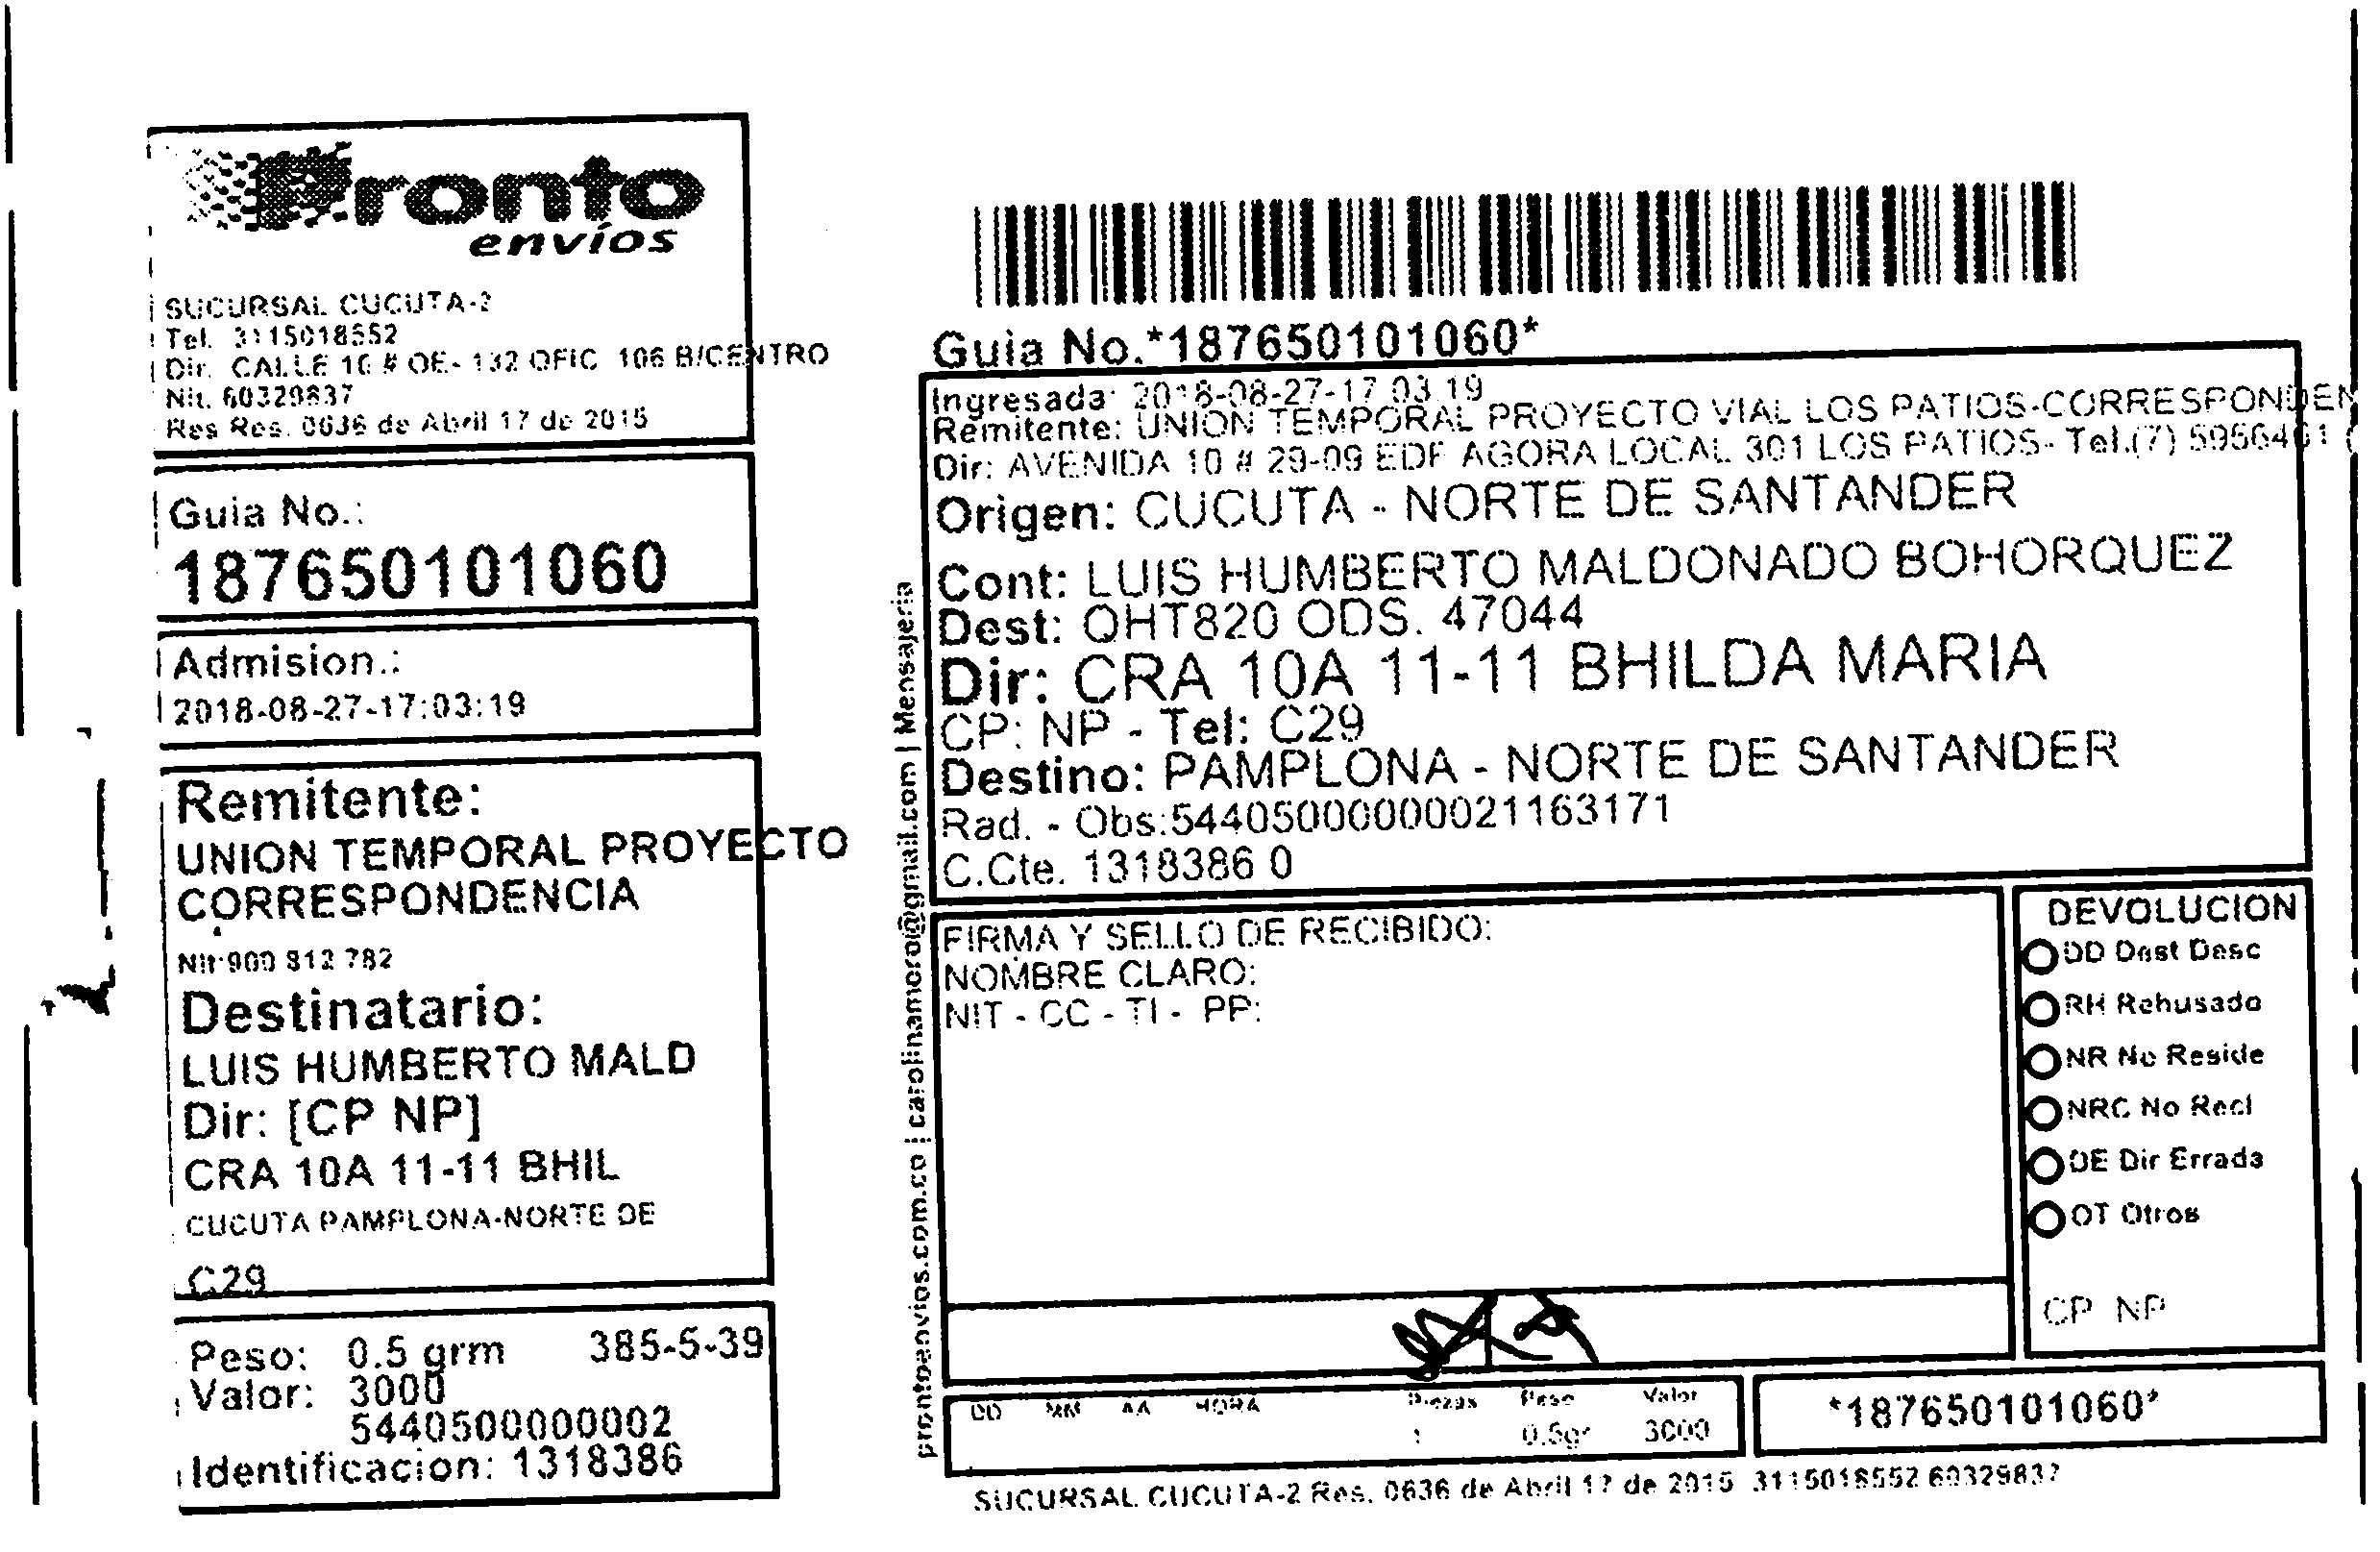 Pronto
envíos
SUCURSAL CUCUTA-2
Tel. 3115018552
Dir. CALLE 10 # OE- 132 OFIC 106 B/CENTRO
Nit. 60329837
Res Res. 0636 de Abril 17 de 2015
Guia No.:
187650101060
Admision.:
2018-08-27-17:03:19
Remitente:
UNION TEMPORAL PROYECTO
CORRESPONDENCIA
Nit:900 812 782
Destinatario:
LUIS HUMBERTO MALD
Dir: [CP NP]
CRA 10A 11-11 BHIL
CUCUTA PAMPLONA-NORTE DE
C29
Peso: 0.5 grm 385-5-39
Valor: 3000
5440500000002
Identificacion: 1318386
prontoenvios.com.co | carolinamoro@gmail.com | Mensajeria
Guia No.*187650101060*
Ingresada: 2018-08-27-17 03 19
Remitente: UNION TEMPORAL PROYECTO VIAL LOS PATIOS-CORRESPONDEN
Dir: AVENIDA 10 # 29-09 EDF AGORA LOCAL 301 LOS PATIOS- Tel.(7) 5956461 (
Origen: CUCUTA - NORTE DE SANTANDER
Cont: LUIS HUMBERTO MALDONADO BOHORQUEZ
Dest: QHT820 ODS. 47044
Dir: CRA 10A 11-11 BHILDA MARIA
CP: NP - Tel: C29
Destino: PAMPLONA - NORTE DE SANTANDER
Rad. - Obs:544050000000021163171
C.Cte. 1318386 0
FIRMA Y SELLO DE RECIBIDO:
NOMBRE CLARO:
NIT - CC - TI - PP:
DEVOLUCION
DD Dest Desc
RH Rehusado
NR No Reside
NRC No Recl
DE Dir Errada
OT Otros
CP NP
DD MM AA HORA Piezas Peso Valor
1 0.5gr 3000
*187650101060*
SUCURSAL CUCUTA-2 Res. 0636 de Abril 17 de 2015 3115018552 60329837